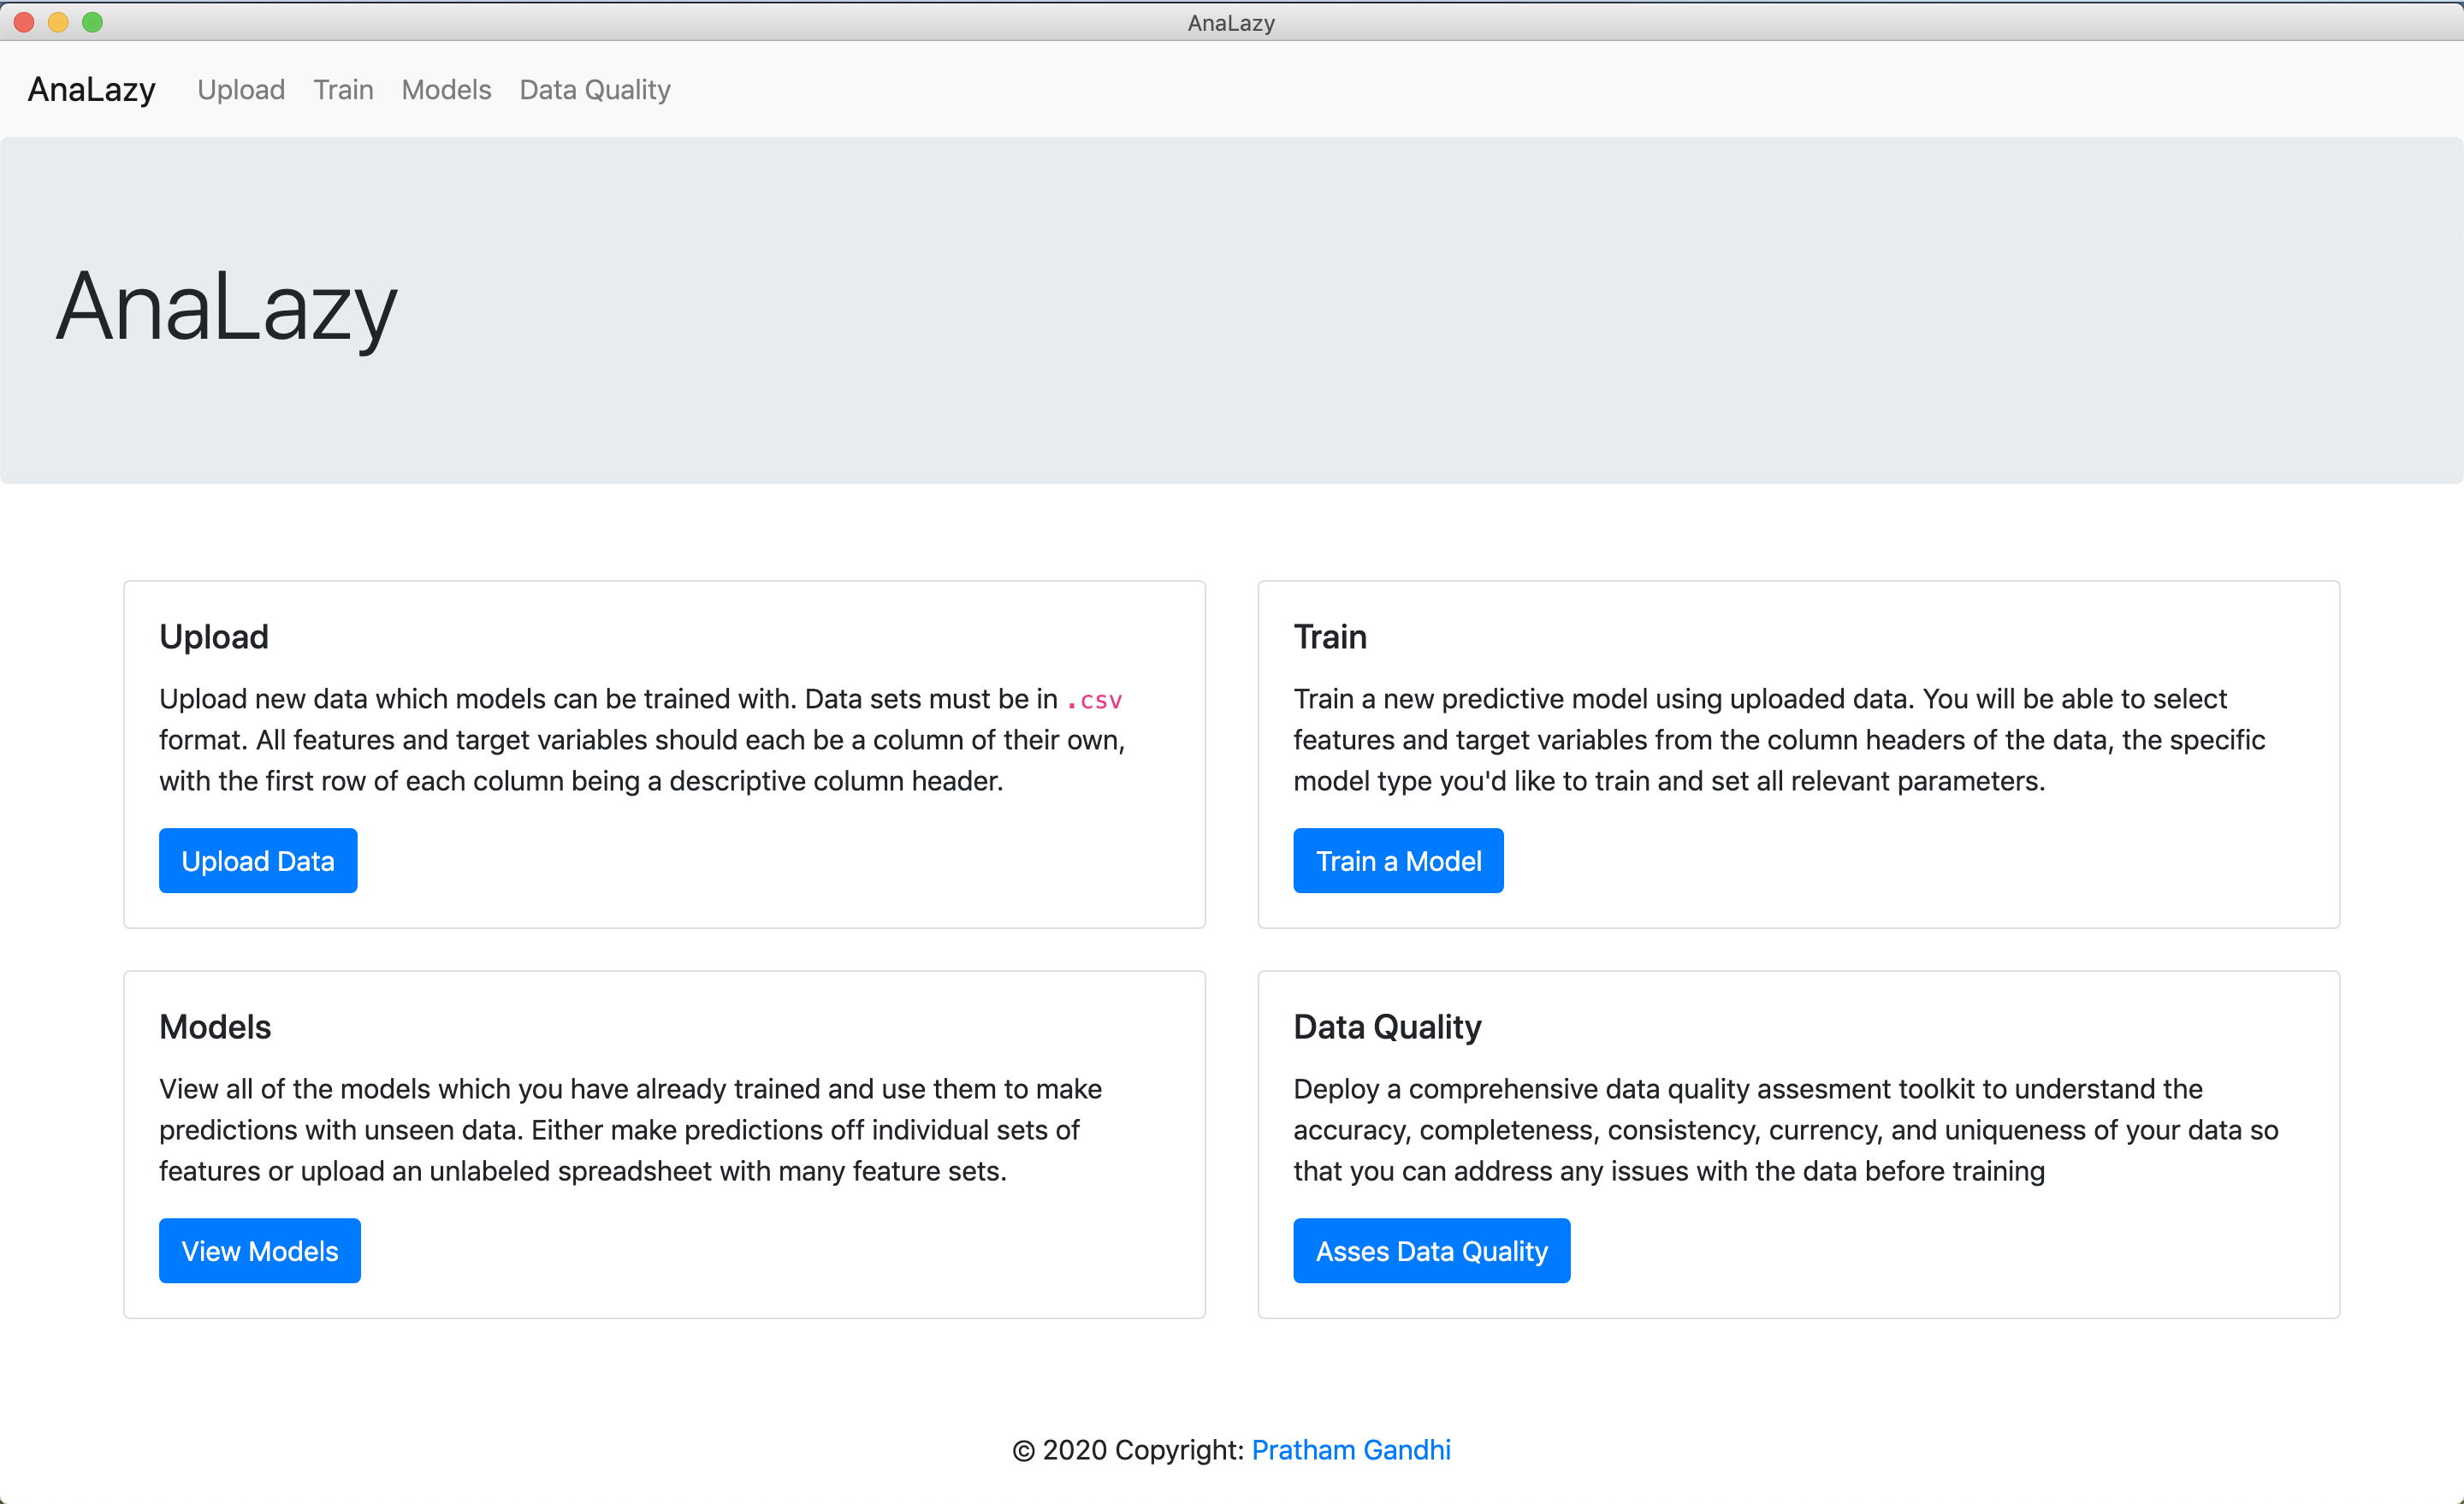 AnaLazy
AnaLazy Upload Train Models Data Quality
AnaLazy
Upload
Upload new data which models can be trained with. Data sets must be in .csv
format. All features and target variables should each be a column of their own,
with the first row of each column being a descriptive column header.
Upload Data
Train
Train a new predictive model using uploaded data. You will be able to select
features and target variables from the column headers of the data, the specific
model type you'd like to train and set all relevant parameters.
Train a Model
Models
View all of the models which you have already trained and use them to make
predictions with unseen data. Either make predictions off individual sets of
features or upload an unlabeled spreadsheet with many feature sets.
View Models
Data Quality
Deploy a comprehensive data quality assesment toolkit to understand the
accuracy, completeness, consistency, currency, and uniqueness of your data so
that you can address any issues with the data before training
Asses Data Quality
© 2020 Copyright: Pratham Gandhi